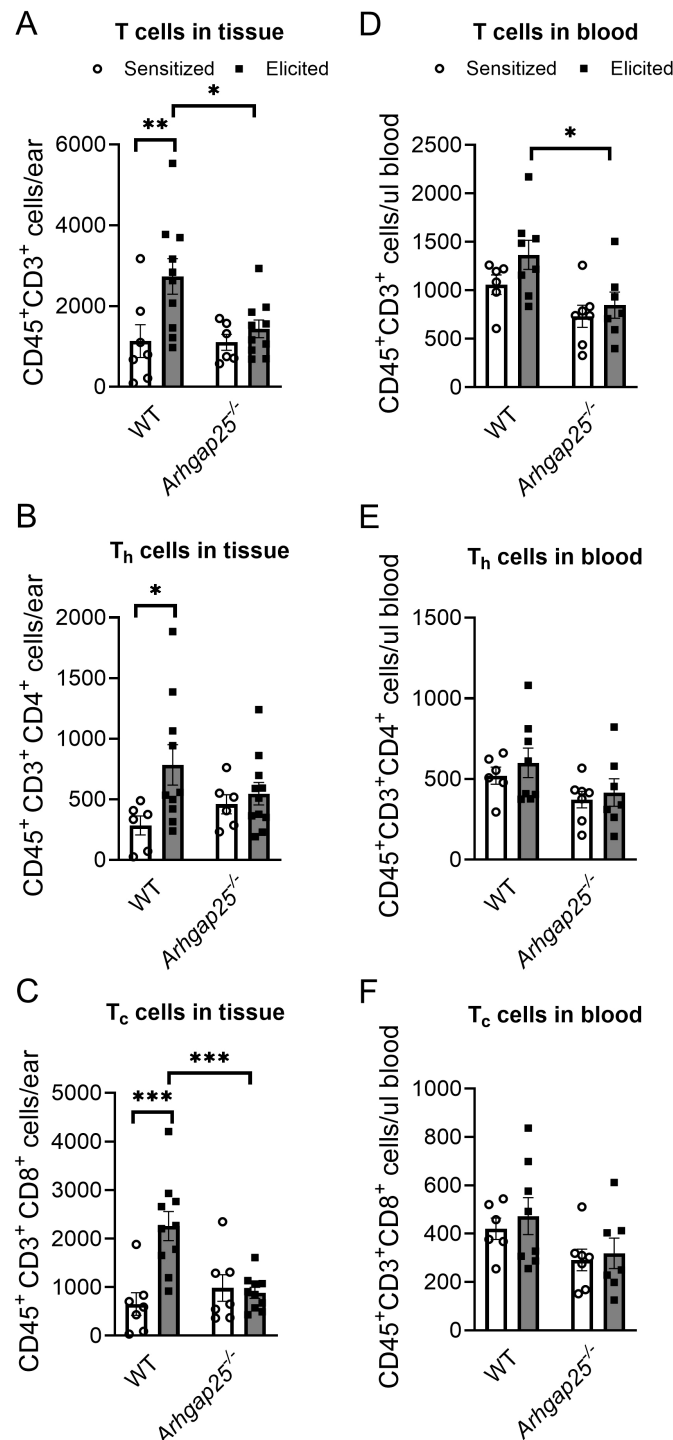 A
T cells in tissue
Sensitized Elicited
CD45+CD3+ cells/ear
6000
4000
2000
0
**
*
WT
Arhgap25-/-
D
T cells in blood
Sensitized Elicited
CD45+CD3+ cells/ul blood
2500
2000
1500
1000
500
0
*
WT
Arhgap25-/-
B
Th cells in tissue
CD45+ CD3+ CD4+ cells/ear
2000
1500
1000
500
0
*
WT
Arhgap25-/-
E
Th cells in blood
CD45+CD3+CD4+ cells/ul blood
1500
1000
500
0
WT
Arhgap25-/-
C
Tc cells in tissue
CD45+ CD3+ CD8+ cells/ear
5000
4000
3000
2000
1000
0
***
***
WT
Arhgap25-/-
F
Tc cells in blood
CD45+CD3+CD8+ cells/ul blood
1000
800
600
400
200
0
WT
Arhgap25-/-